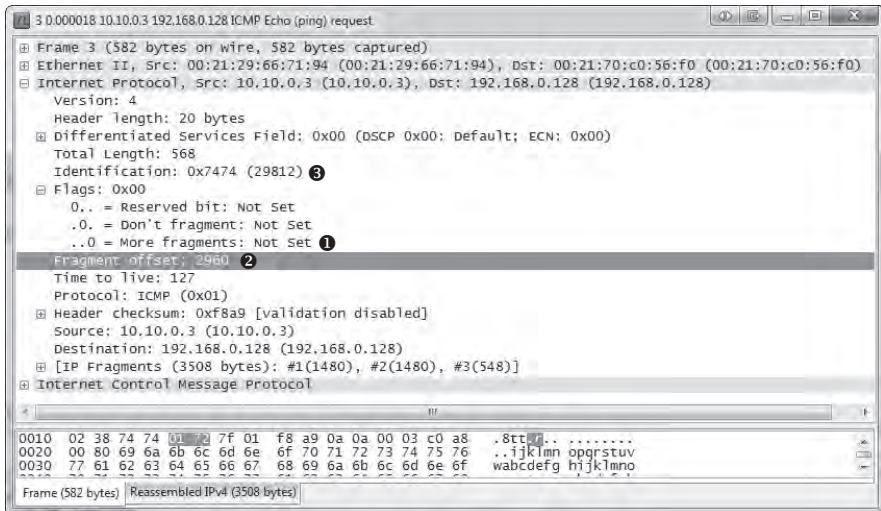 3 0.000018 10.10.0.3 192.168.0.128 ICMP Echo (ping) request
Frame 3 (582 bytes on wire, 582 bytes captured)
Ethernet II, Src: 00:21:29:66:71:94 (00:21:29:66:71:94), Dst: 00:21:70:c0:56:f0 (00:21:70:c0:56:f0)
Internet Protocol, Src: 10.10.0.3 (10.10.0.3), Dst: 192.168.0.128 (192.168.0.128)
Version: 4
Header length: 20 bytes
Differentiated Services Field: 0x00 (DSCP 0x00: Default; ECN: 0x00)
Total Length: 568
Identification: 0x7474 (29812) ❸
Flags: 0x00
0.. = Reserved bit: Not Set
.0. = Don't fragment: Not Set
..0 = More fragments: Not Set ❶
Fragment offset: 2960 ❷
Time to live: 127
Protocol: ICMP (0x01)
Header checksum: 0xf8a9 [validation disabled]
Source: 10.10.0.3 (10.10.0.3)
Destination: 192.168.0.128 (192.168.0.128)
[IP Fragments (3508 bytes): #1(1480), #2(1480), #3(548)]
Internet Control Message Protocol
0010 02 38 74 74 01 72 7f 01 f8 a9 0a 0a 00 03 c0 a8 .8tt.r.. ........
0020 00 80 69 6a 6b 6c 6d 6e 6f 70 71 72 73 74 75 76 ..ijklmn opqrstuv
0030 77 61 62 63 64 65 66 67 68 69 6a 6b 6c 6d 6e 6f wabcdefg hijklmno
Frame (582 bytes) Reassembled IPv4 (3508 bytes)